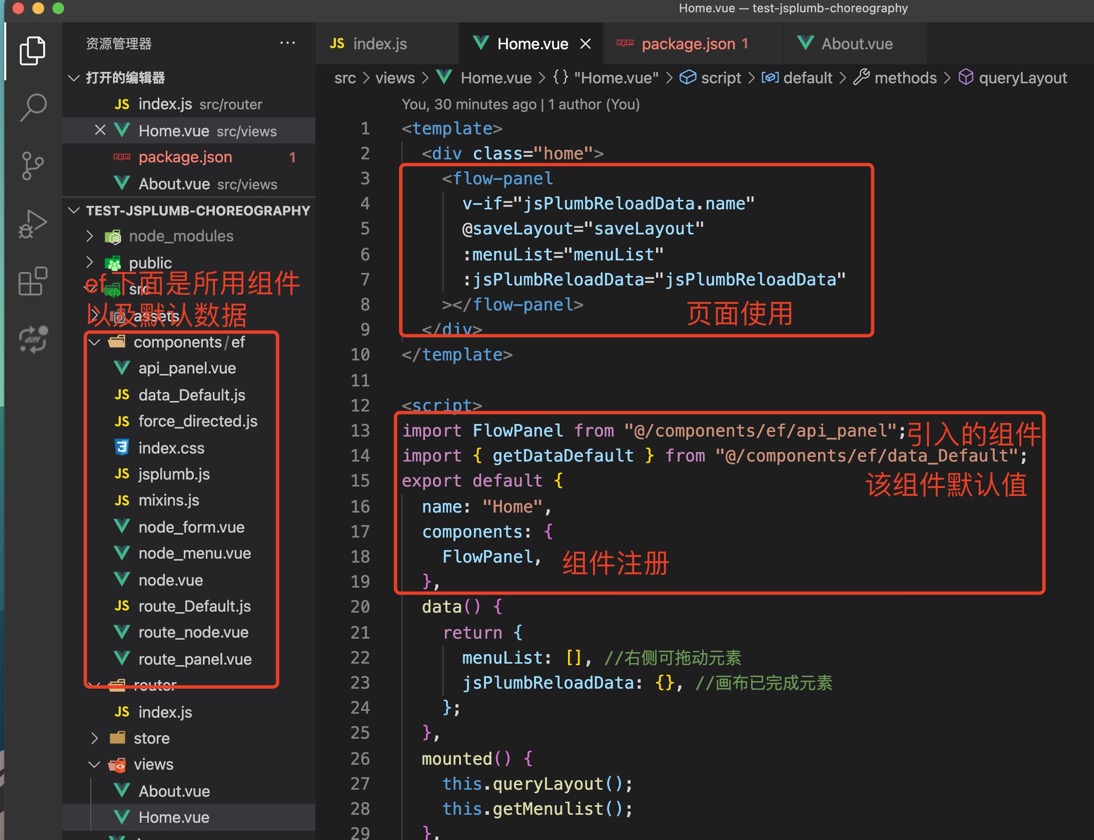 Home.vue — test-jsplumb-choreography
资源管理器
打开的编辑器
JS index.js src/router
Home.vue src/views
package.json 1
About.vue src/views
TEST-JSPLUMB-CHOREOGRAPHY
node_modules
public
src
ef 下面是所用组件
以及默认数据
assets
components / ef
api_panel.vue
JS data_Default.js
JS force_directed.js
index.css
JS jsplumb.js
JS mixins.js
node_form.vue
node_menu.vue
node.vue
JS route_Default.js
route_node.vue
route_panel.vue
router
JS index.js
store
views
About.vue
Home.vue
JS index.js
Home.vue
package.json 1
About.vue
src > views > Home.vue > {} "Home.vue" > script > default > methods > queryLayout
You, 30 minutes ago | 1 author (You)
1 <template>
2 <div class="home">
3 <flow-panel
4 v-if="jsPlumbReloadData.name"
5 @saveLayout="saveLayout"
6 :menuList="menuList"
7 :jsPlumbReloadData="jsPlumbReloadData"
8 ></flow-panel>
页面使用
9 </div>
10 </template>
11
12 <script>
13 import FlowPanel from "@/components/ef/api_panel"; 引入的组件
14 import { getDataDefault } from "@/components/ef/data_Default";
15 export default {
该组件默认值
16 name: "Home",
17 components: {
18 FlowPanel,
组件注册
19 },
20 data() {
21 return {
22 menuList: [], //右侧可拖动元素
23 jsPlumbReloadData: {}, //画布已完成元素
24 };
25 },
26 mounted() {
27 this.queryLayout();
28 this.getMenulist();
29 },